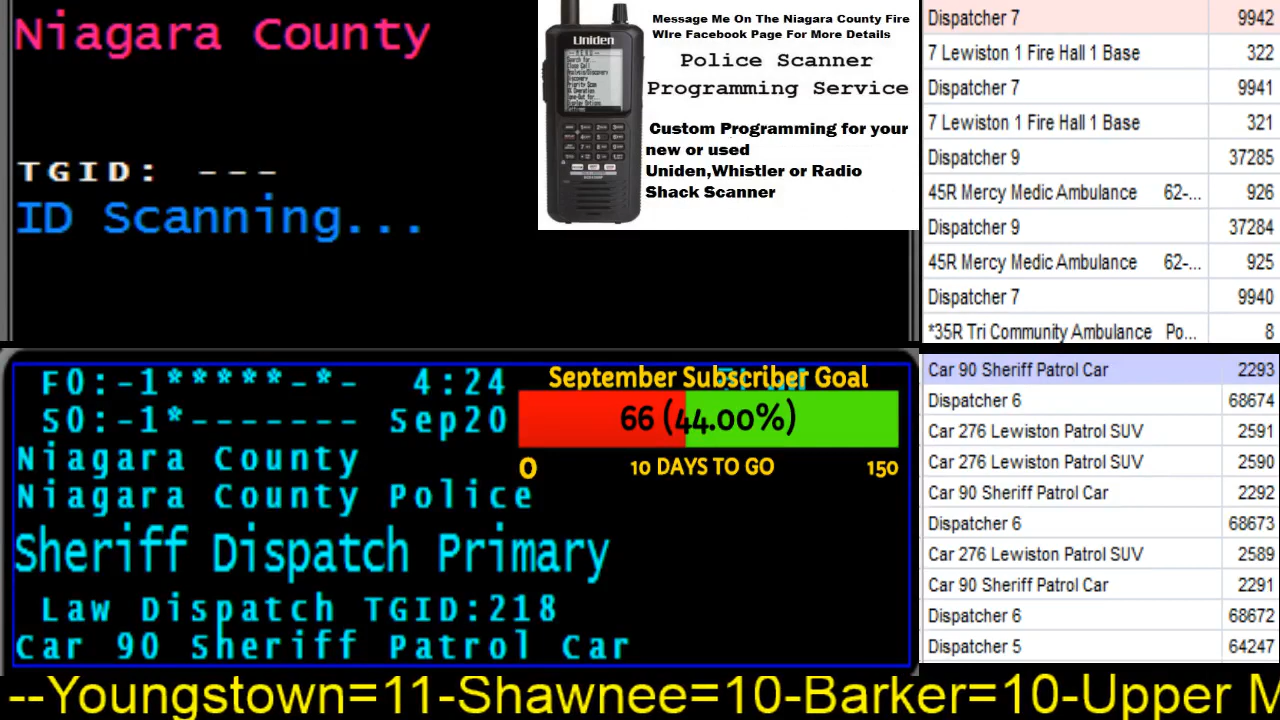 Niagara County
TGID: ---
ID Scanning...
Uniden
Message Me On The Niagara County Fire
WIre Facebook Page For More Details
Police Scanner
Programming Service
Custom Programming for your
new or used
Uniden,Whistler or Radio
Shack Scanner
Dispatcher 7 9942
7 Lewiston 1 Fire Hall 1 Base 322
Dispatcher 7 9941
7 Lewiston 1 Fire Hall 1 Base 321
Dispatcher 9 37285
45R Mercy Medic Ambulance 62-... 926
Dispatcher 9 37284
45R Mercy Medic Ambulance 62-... 925
Dispatcher 7 9940
*35R Tri Community Ambulance Po... 8
F0:-1*****-*- 4:24
S0:-1*------- Sep20
Niagara County
Niagara County Police
Sheriff Dispatch Primary
Law Dispatch TGID:218
Car 90 Sheriff Patrol Car
September Subscriber Goal
66 (44.00%)
0 10 DAYS TO GO 150
Car 90 Sheriff Patrol Car 2293
Dispatcher 6 68674
Car 276 Lewiston Patrol SUV 2591
Car 276 Lewiston Patrol SUV 2590
Car 90 Sheriff Patrol Car 2292
Dispatcher 6 68673
Car 276 Lewiston Patrol SUV 2589
Car 90 Sheriff Patrol Car 2291
Dispatcher 6 68672
Dispatcher 5 64247
--Youngstown=11-Shawnee=10-Barker=10-Upper M